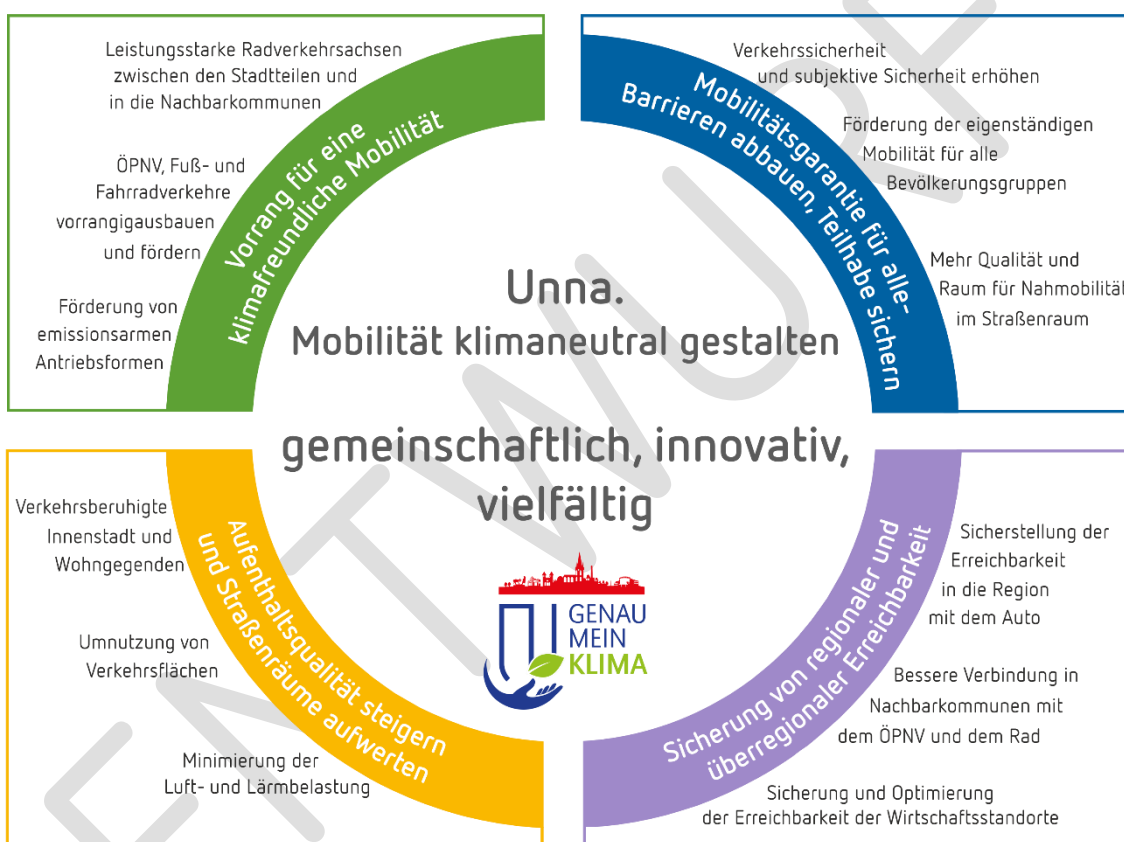 Leistungsstarke Radverkehrsachsen
zwischen den Stadtteilen und
in die Nachbarkommunen
ÖPNV, Fuß- und
Fahrradverkehre
vorrangigausbauen
und fördern
Förderung von
emissionsarmen
Antriebsformen
Vorrang für eine
klimafreundliche Mobilität
Verkehrssicherheit
und subjektive Sicherheit erhöhen
Förderung der eigenständigen
Mobilität für alle
Bevölkerungsgruppen
Mehr Qualität und
Raum für Nahmobilität
im Straßenraum
Mobilitätsgarantie für alle-
Barrieren abbauen, Teilhabe sichern
Unna.
Mobilität klimaneutral gestalten
gemeinschaftlich, innovativ,
vielfältig
U GENAU
MEIN
KLIMA
Verkehrsberuhigte
Innenstadt und
Wohngegenden
Umnutzung von
Verkehrsflächen
Minimierung der
Luft- und Lärmbelastung
Aufenthaltsqualität steigern
und Straßenräume aufwerten
Sicherung von regionaler und
überregionaler Erreichbarkeit
Sicherstellung der
Erreichbarkeit
in die Region
mit dem Auto
Bessere Verbindung in
Nachbarkommunen mit
dem ÖPNV und dem Rad
Sicherung und Optimierung
der Erreichbarkeit der Wirtschaftsstandorte
ENTWURF